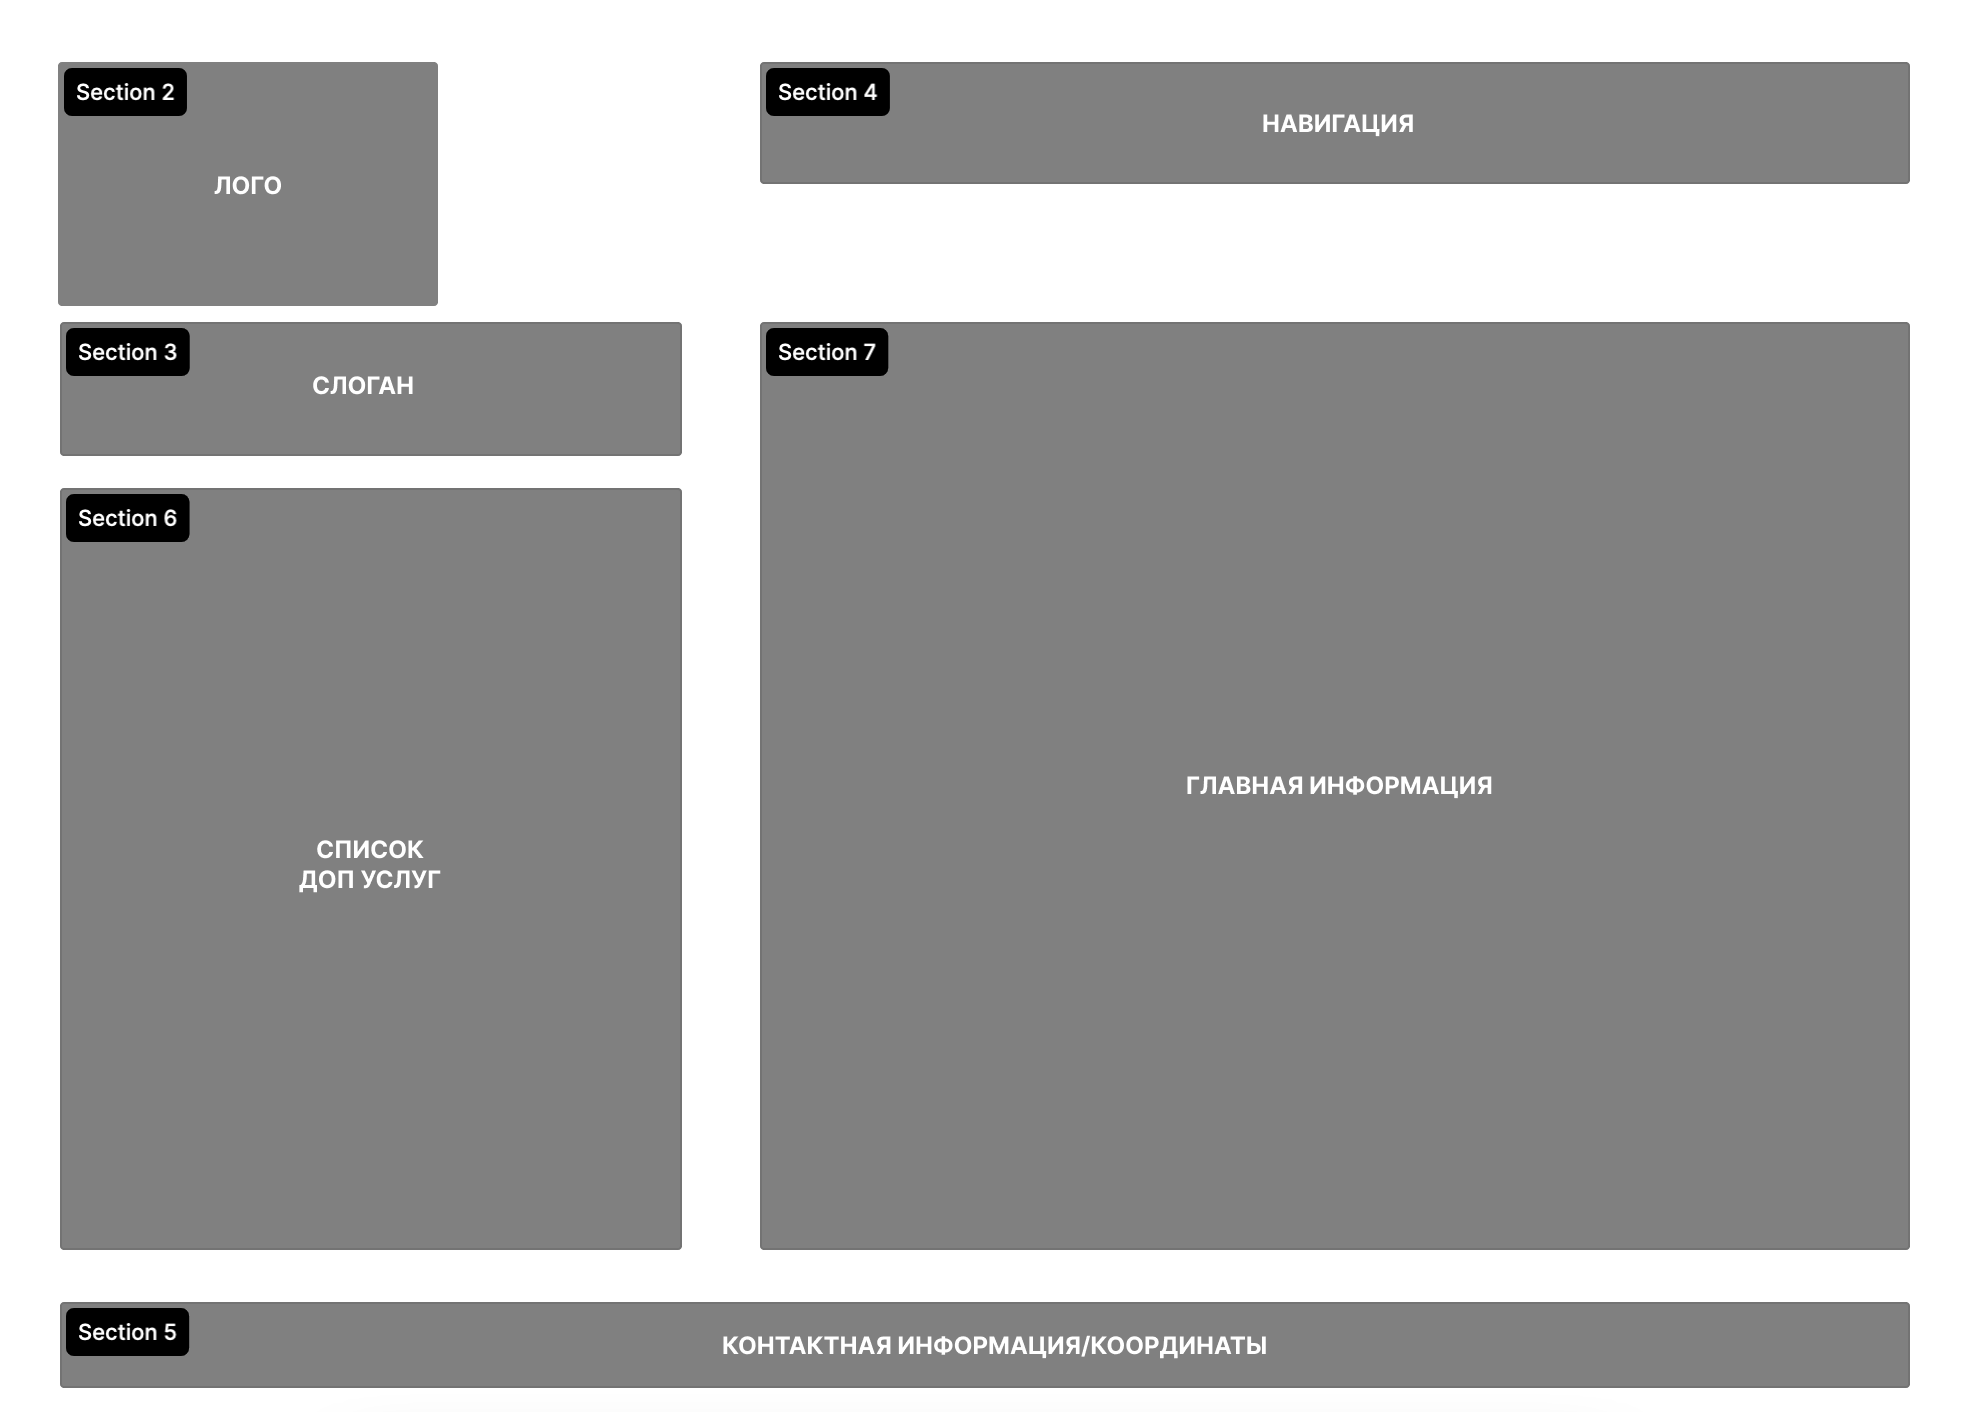 Section 2
ЛОГО
Section 4
НАВИГАЦИЯ
Section 3
СЛОГАН
Section 6
СПИСОК
ДОП УСЛУГ
Section 7
ГЛАВНАЯ ИНФОРМАЦИЯ
Section 5
КОНТАКТНАЯ ИНФОРМАЦИЯ/КООРДИНАТЫ